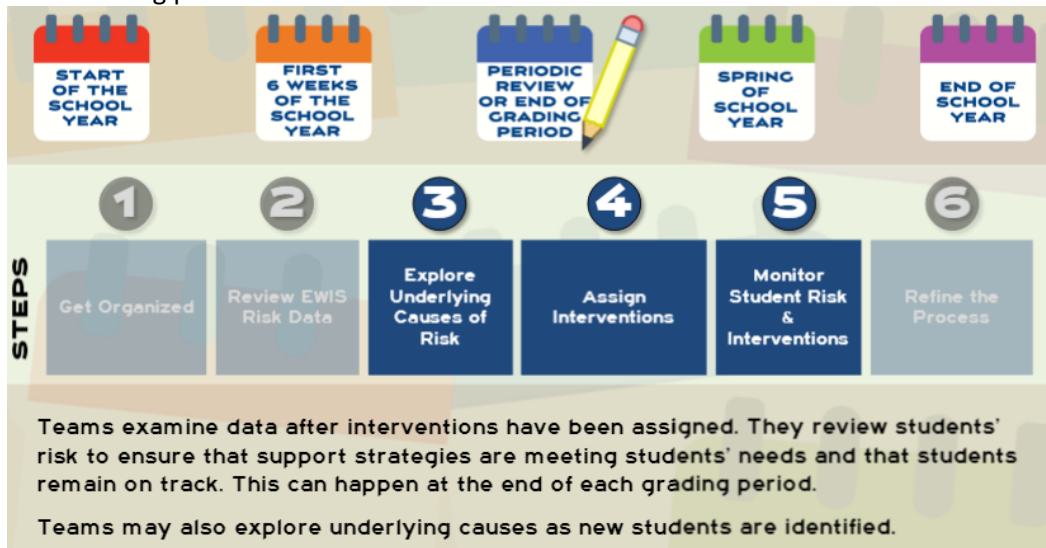 START
OF THE
SCHOOL
YEAR
FIRST
6 WEEKS
OF THE
SCHOOL
YEAR
PERIODIC
REVIEW
OR END OF
GRADING
PERIOD
SPRING
OF
SCHOOL
YEAR
END OF
SCHOOL
YEAR
1
2
3
4
5
6
STEPS
Get Organized
Review EWIS
Risk Data
Explore
Underlying
Causes of
Risk
Assign
Interventions
Monitor
Student Risk
&
Interventions
Refine the
Process
Teams examine data after interventions have been assigned. They review students'
risk to ensure that support strategies are meeting students' needs and that students
remain on track. This can happen at the end of each grading period.
Teams may also explore underlying causes as new students are identified.